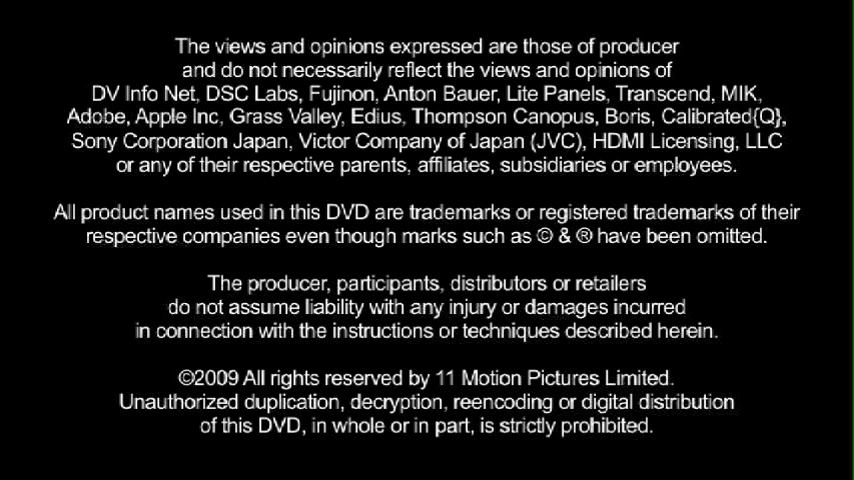 The views and opinions expressed are those of producer
and do not necessarily reflect the views and opinions of
DV Info Net, DSC Labs, Fujinon, Anton Bauer, Lite Panels, Transcend, MIK,
Adobe, Apple Inc, Grass Valley, Edius, Thompson Canopus, Boris, Calibrated{Q},
Sony Corporation Japan, Victor Company of Japan (JVC), HDMI Licensing, LLC
or any of their respective parents, affiliates, subsidiaries or employees.
All product names used in this DVD are trademarks or registered trademarks of their
respective companies even though marks such as © & ® have been omitted.
The producer, participants, distributors or retailers
do not assume liability with any injury or damages incurred
in connection with the instructions or techniques described herein.
©2009 All rights reserved by 11 Motion Pictures Limited.
Unauthorized duplication, decryption, reencoding or digital distribution
of this DVD, in whole or in part, is strictly prohibited.